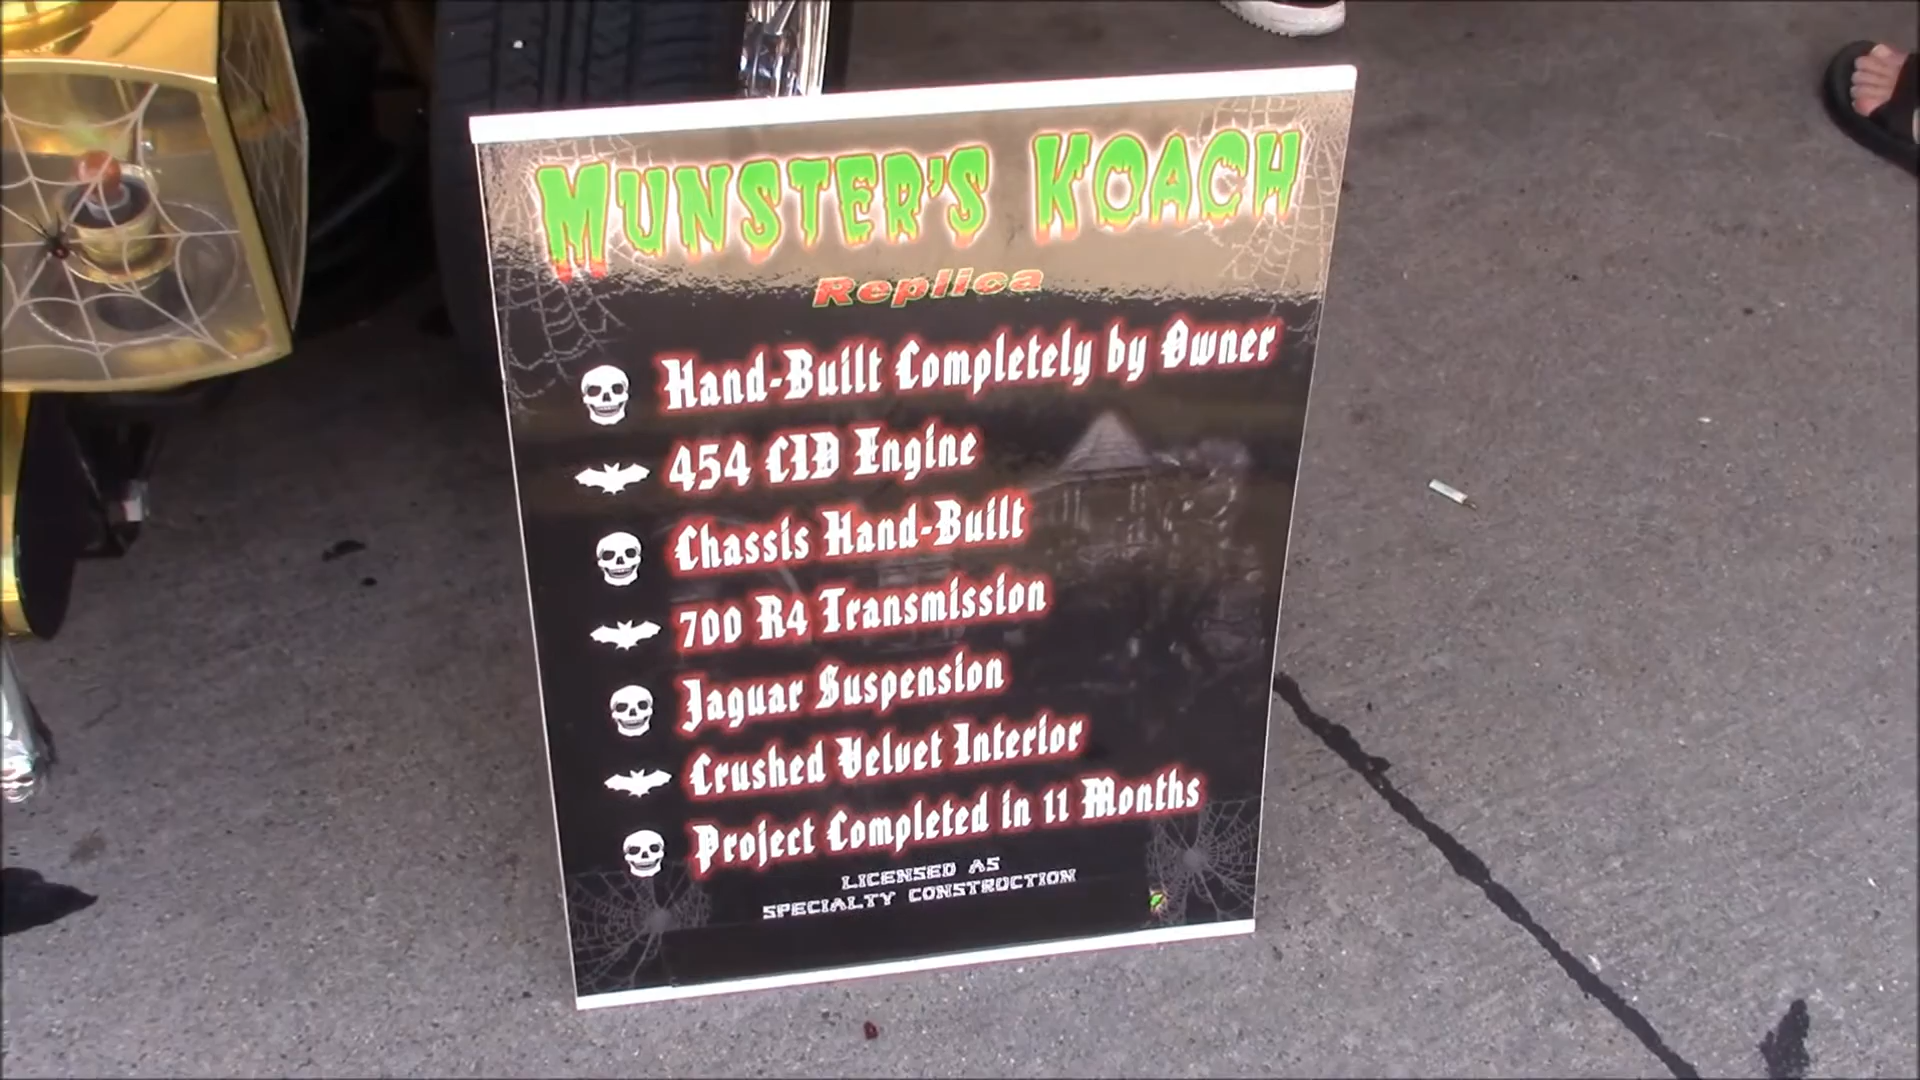 MUNSTER'S KOACH
Replica
Hand-Built Completely by Owner
454 CID Engine
Chassis Hand-Built
700 R4 Transmission
Jaguar Suspension
Crushed Velvet Interior
Project Completed in 11 Months
LICENSED AS
SPECIALTY CONSTRUCTION